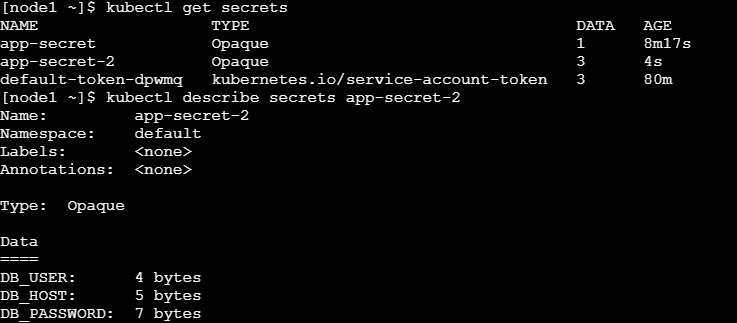 [node1 ~]$ kubectl get secrets
NAME TYPE DATA AGE
app-secret Opaque 1 8m17s
app-secret-2 Opaque 3 4s
default-token-dpwmq kubernetes.io/service-account-token 3 80m
[node1 ~]$ kubectl describe secrets app-secret-2
Name: app-secret-2
Namespace: default
Labels: <none>
Annotations: <none>
Type: Opaque
Data
====
DB_USER: 4 bytes
DB_HOST: 5 bytes
DB_PASSWORD: 7 bytes